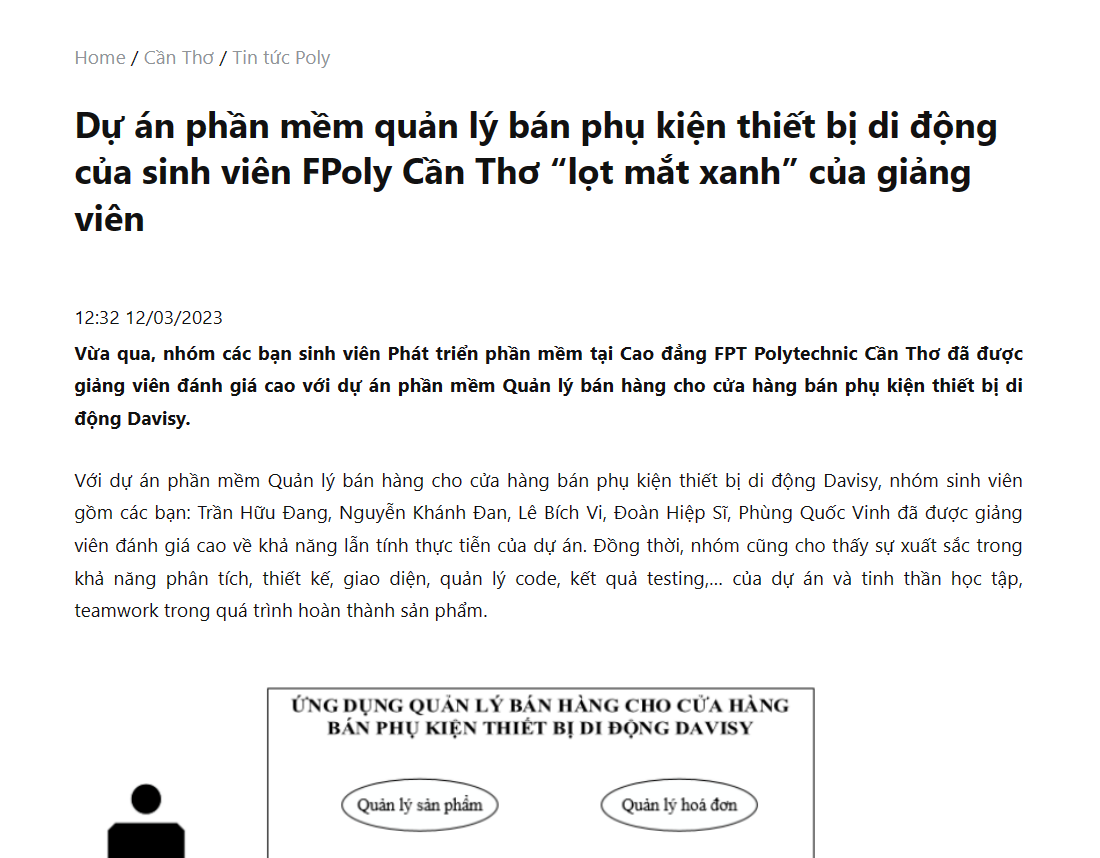 Home / Cần Thơ / Tin tức Poly
Dự án phần mềm quản lý bán phụ kiện thiết bị di động
của sinh viên FPoly Cần Thơ “lọt mắt xanh” của giảng
viên
12:32 12/03/2023
Vừa qua, nhóm các bạn sinh viên Phát triển phần mềm tại Cao đẳng FPT Polytechnic Cần Thơ đã được
giảng viên đánh giá cao với dự án phần mềm Quản lý bán hàng cho cửa hàng bán phụ kiện thiết bị di
động Davisy.
Với dự án phần mềm Quản lý bán hàng cho cửa hàng bán phụ kiện thiết bị di động Davisy, nhóm sinh viên
gồm các bạn: Trần Hữu Đang, Nguyễn Khánh Đan, Lê Bích Vi, Đoàn Hiệp Sĩ, Phùng Quốc Vinh đã được giảng
viên đánh giá cao về khả năng lẫn tính thực tiễn của dự án. Đồng thời, nhóm cũng cho thấy sự xuất sắc trong
khả năng phân tích, thiết kế, giao diện, quản lý code, kết quả testing,… của dự án và tinh thần học tập,
teamwork trong quá trình hoàn thành sản phẩm.
ỨNG DỤNG QUẢN LÝ BÁN HÀNG CHO CỬA HÀNG
BÁN PHỤ KIỆN THIẾT BỊ DI ĐỘNG DAVISY
Quản lý sản phẩm
Quản lý hoá đơn